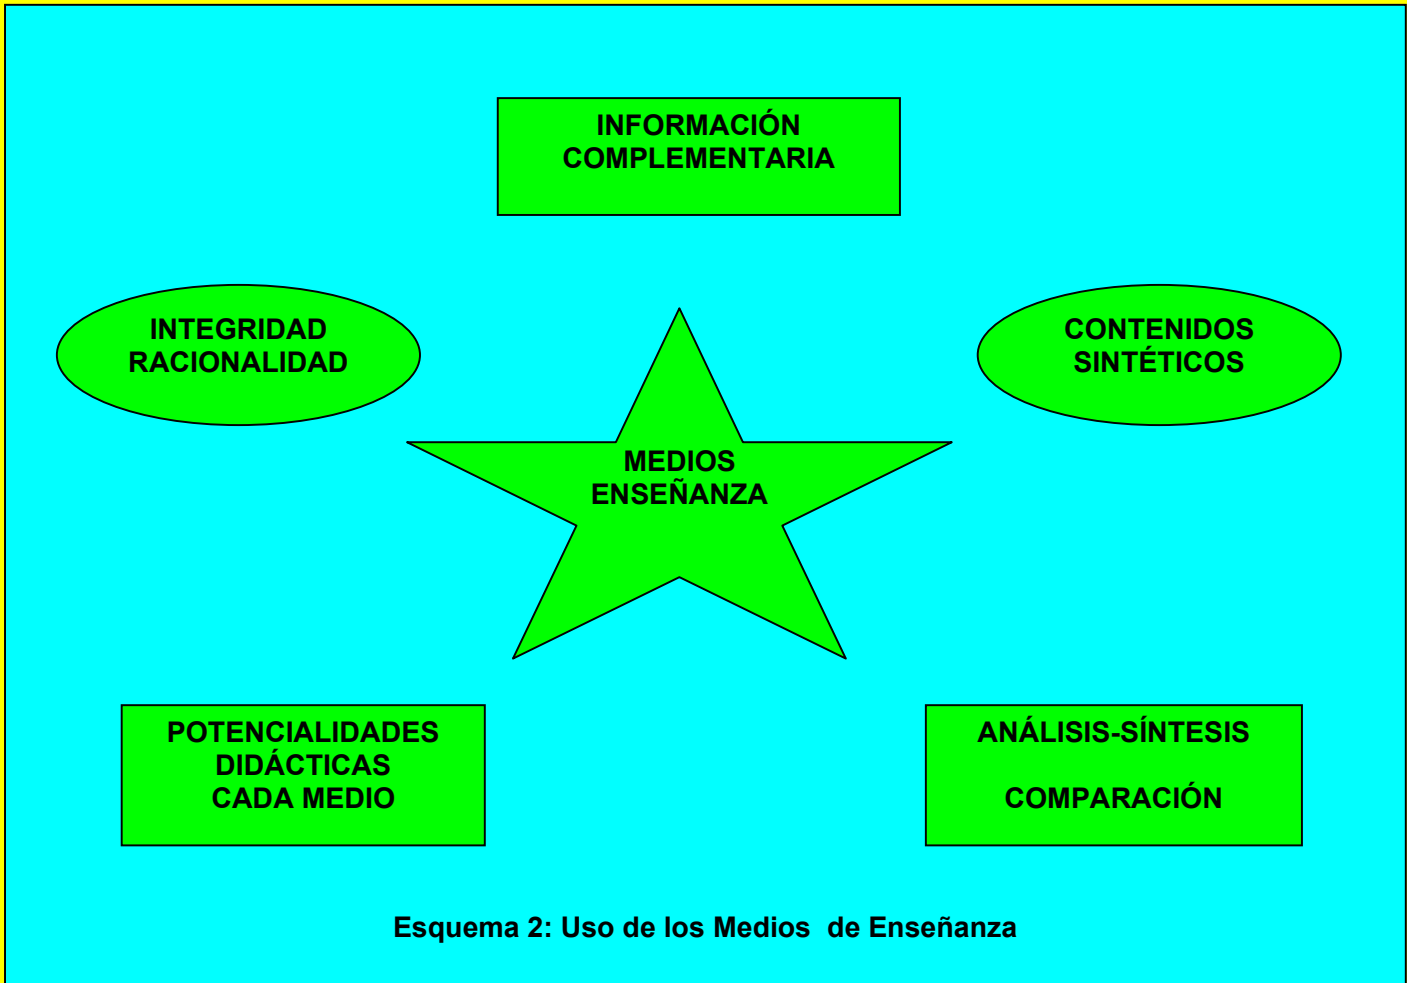 INFORMACIÓN
COMPLEMENTARIA
INTEGRIDAD
RACIONALIDAD
CONTENIDOS
SINTÉTICOS
MEDIOS
ENSEÑANZA
POTENCIALIDADES
DIDÁCTICAS
CADA MEDIO
ANÁLISIS-SÍNTESIS
COMPARACIÓN
Esquema 2: Uso de los Medios  de Enseñanza